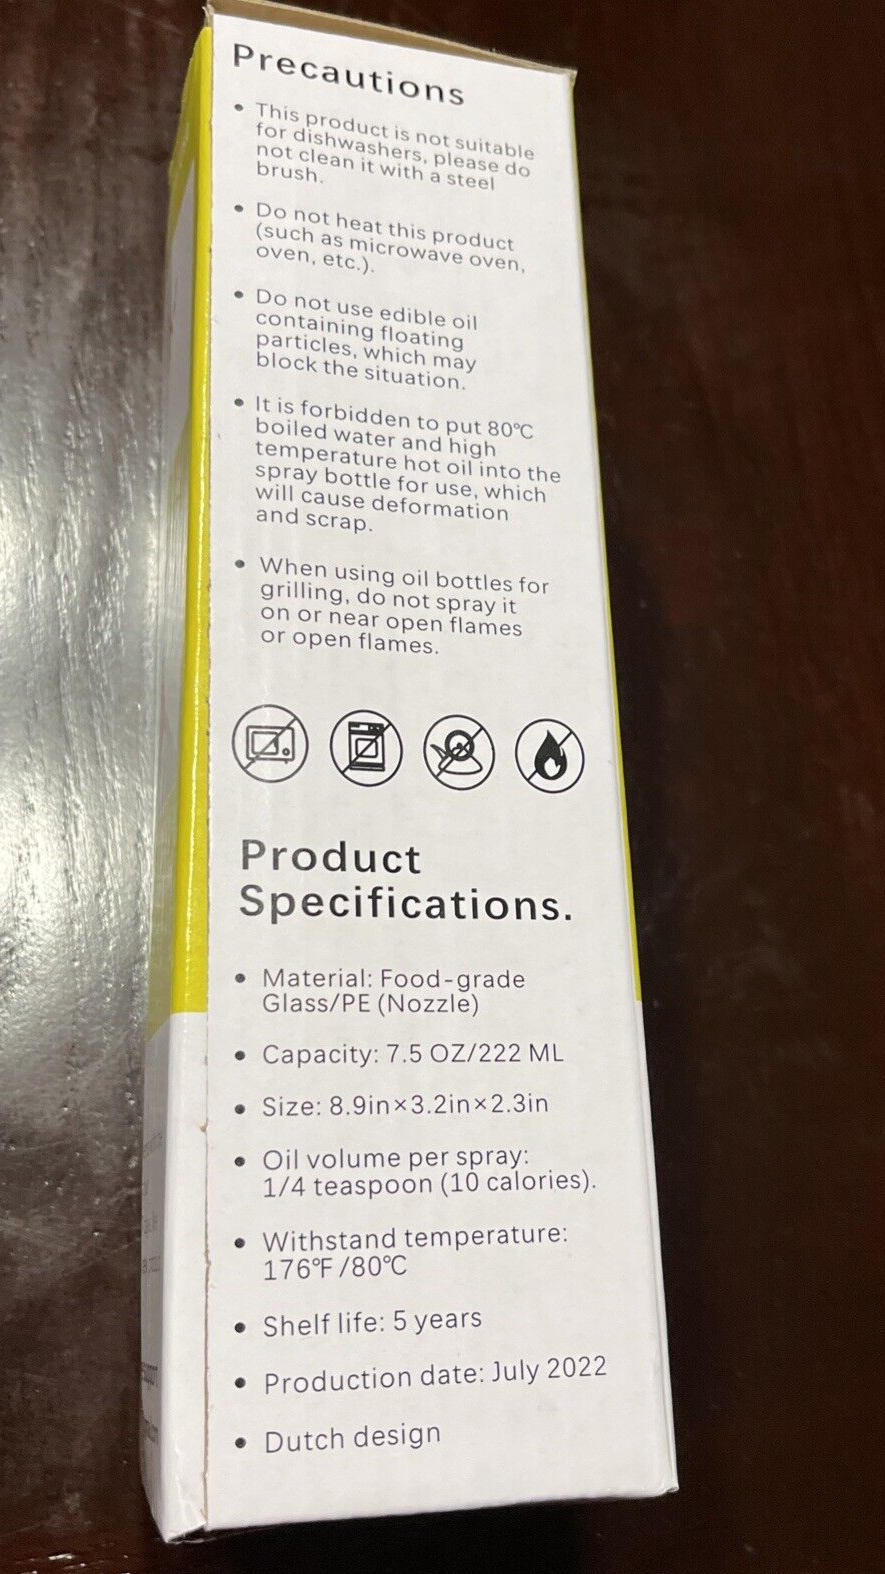 Precautions
• This product is not suitable
for dishwashers, please do
not clean it with a steel
brush.
• Do not heat this product
(such as microwave oven,
oven, etc.).
• Do not use edible oil
containing floating
particles, which may
block the situation.
• It is forbidden to put 80℃
boiled water and high
temperature hot oil into the
spray bottle for use, which
will cause deformation
and scrap.
• When using oil bottles for
grilling, do not spray it
on or near open flames
or open flames.
Product
Specifications.
• Material: Food-grade
Glass/PE (Nozzle)
• Capacity: 7.5 OZ/222 ML
• Size: 8.9in×3.2in×2.3in
• Oil volume per spray:
1/4 teaspoon (10 calories).
• Withstand temperature:
176℉/80℃
• Shelf life: 5 years
• Production date: July 2022
• Dutch design